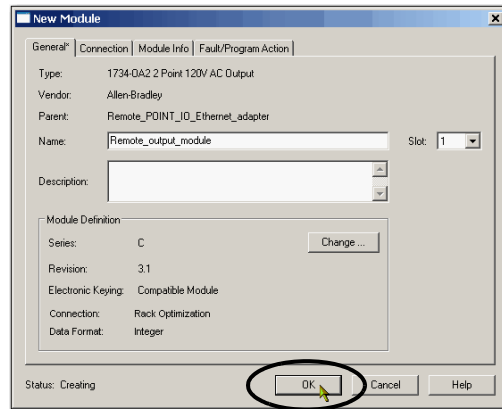 New Module
General* Connection Module Info Fault/Program Action
Type: 1734-OA2 2 Point 120V AC Output
Vendor: Allen-Bradley
Parent: Remote_POINT_IO_Ethernet_adapter
Name: Remote_output_module Slot: 1
Description:
Module Definition
Series: C Change ...
Revision: 3.1
Electronic Keying: Compatible Module
Connection: Rack Optimization
Data Format: Integer
Status: Creating OK Cancel Help